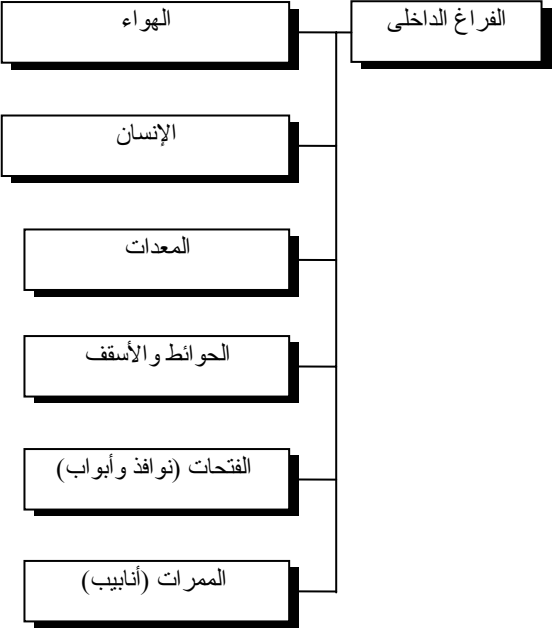 الفراغ الداخلى
الهواء
الإنسان
المعدات
الحوائط والأسقف
الفتحات (نوافذ وأبواب)
الممرات (أنابيب)